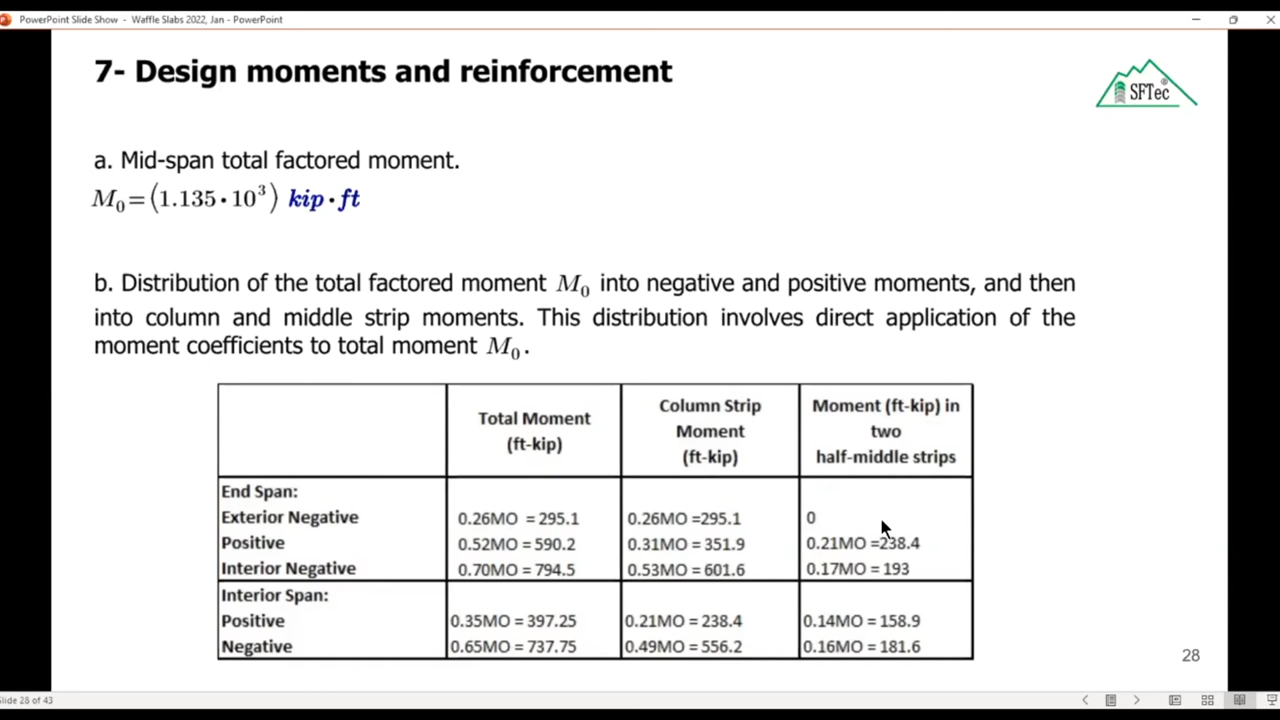 PowerPoint Slide Show - Waffle Slabs 2022, Jan - PowerPoint
7- Design moments and reinforcement
SFTec®
a. Mid-span total factored moment.
M₀=(1.135·10³) kip·ft
b. Distribution of the total factored moment M₀ into negative and positive moments, and then
into column and middle strip moments. This distribution involves direct application of the
moment coefficients to total moment M₀.
Total Moment
(ft-kip)
Column Strip
Moment
(ft-kip)
Moment (ft-kip) in
two
half-middle strips
End Span:
Exterior Negative 0.26MO = 295.1 0.26MO =295.1 0
Positive 0.52MO = 590.2 0.31MO = 351.9 0.21MO =238.4
Interior Negative 0.70MO = 794.5 0.53MO = 601.6 0.17MO = 193
Interior Span:
Positive 0.35MO = 397.25 0.21MO = 238.4 0.14MO = 158.9
Negative 0.65MO = 737.75 0.49MO = 556.2 0.16MO = 181.6
28
Slide 28 of 43